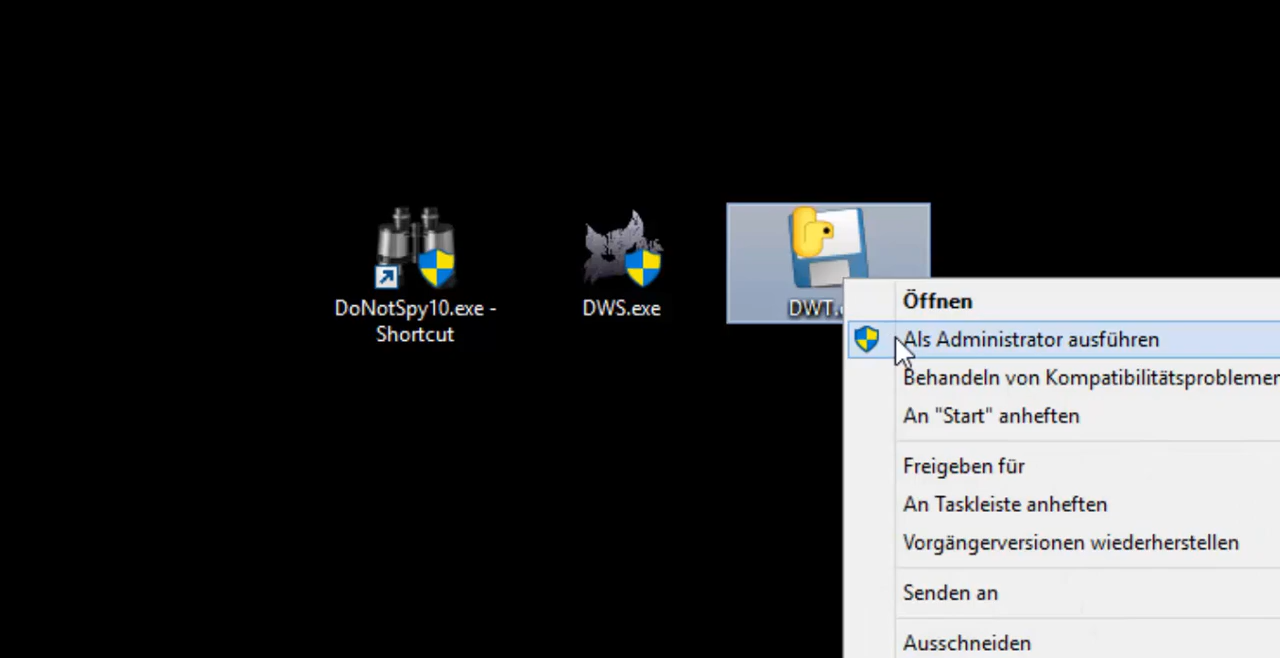 DoNotSpy10.exe -
Shortcut
DWS.exe
DWT.
Öffnen
Als Administrator ausführen
Behandeln von Kompatibilitätsproblemen
An "Start" anheften
Freigeben für
An Taskleiste anheften
Vorgängerversionen wiederherstellen
Senden an
Ausschneiden